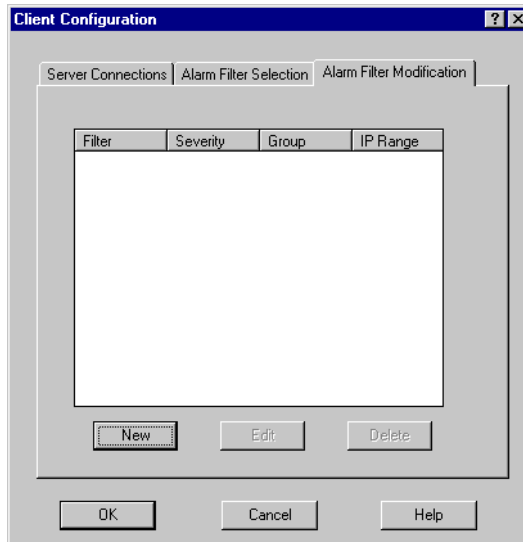 Client Configuration
Server Connections Alarm Filter Selection Alarm Filter Modification
Filter Severity Group IP Range
New Edit Delete
OK Cancel Help